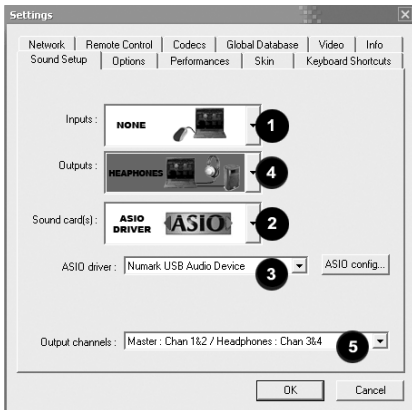 Settings
Network Remote Control Codecs Global Database Video Info
Sound Setup Options Performances Skin Keyboard Shortcuts
Inputs : NONE 1
Outputs : HEAPHONES 4
Sound card(s) : ASIO DRIVER ASIO 2
ASIO driver : Numark USB Audio Device 3 ASIO config...
Output channels : Master : Chan 1&2 / Headphones : Chan 3&4 5
OK Cancel